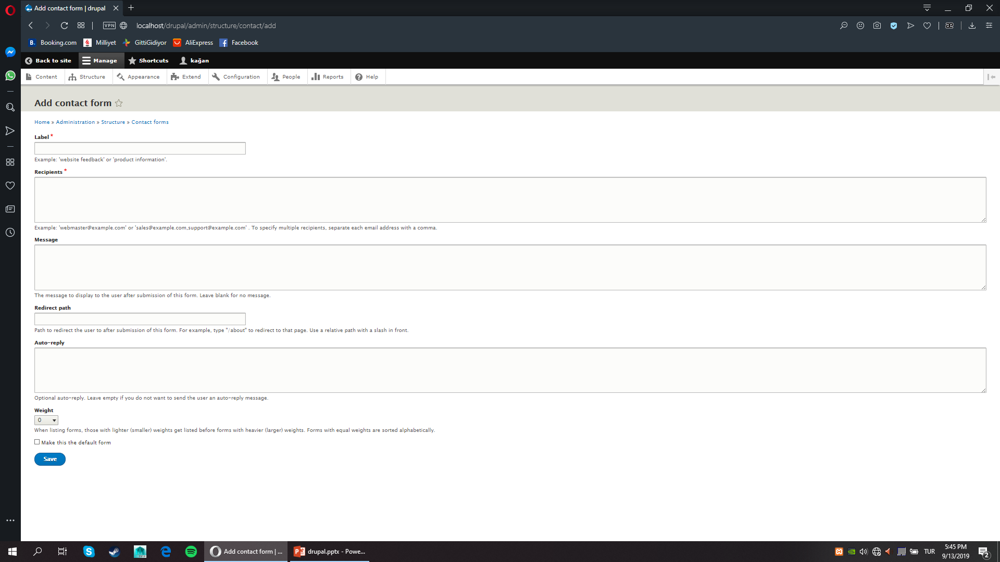 Add contact form | drupal
VPN localhost/drupal/admin/structure/contact/add
B. Booking.com Milliyet GittiGidiyor AliExpress Facebook
Back to site Manage Shortcuts kağan
Content Structure Appearance Extend Configuration People Reports Help
Add contact form
Home » Administration » Structure » Contact forms
Label *
Example: 'website feedback' or 'product information'.
Recipients *
Example: 'webmaster@example.com' or 'sales@example.com,support@example.com' . To specify multiple recipients, separate each email address with a comma.
Message
The message to display to the user after submission of this form. Leave blank for no message.
Redirect path
Path to redirect the user to after submission of this form. For example, type "/about" to redirect to that page. Use a relative path with a slash in front.
Auto-reply
Optional auto-reply. Leave empty if you do not want to send the user an auto-reply message.
Weight
0
When listing forms, those with lighter (smaller) weights get listed before forms with heavier (larger) weights. Forms with equal weights are sorted alphabetically.
Make this the default form
Save
Add contact form | ... drupal.pptx - Powe... TUR 5:45 PM
9/13/2019 2